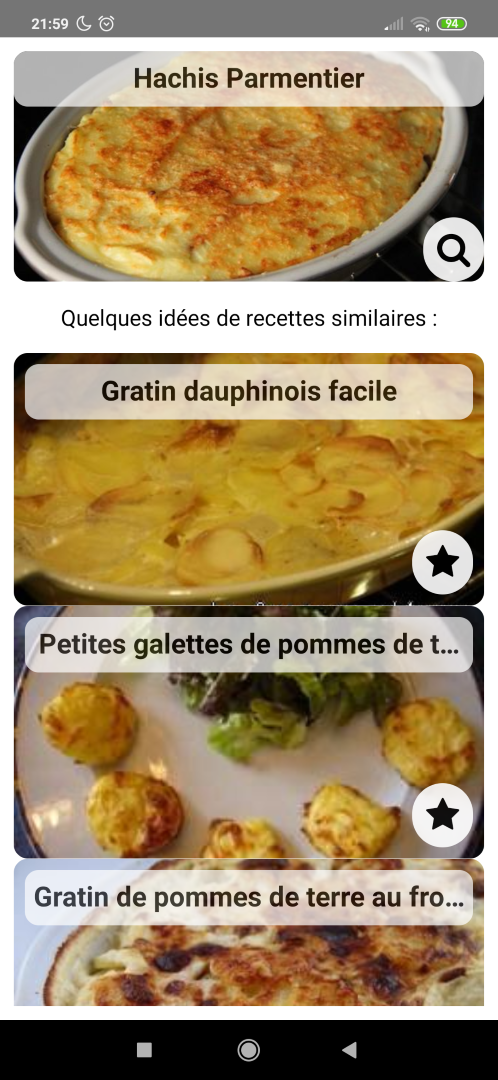 21:59
94
Hachis Parmentier
Quelques idées de recettes similaires :
Gratin dauphinois facile
Petites galettes de pommes de t...
Gratin de pommes de terre au fro...